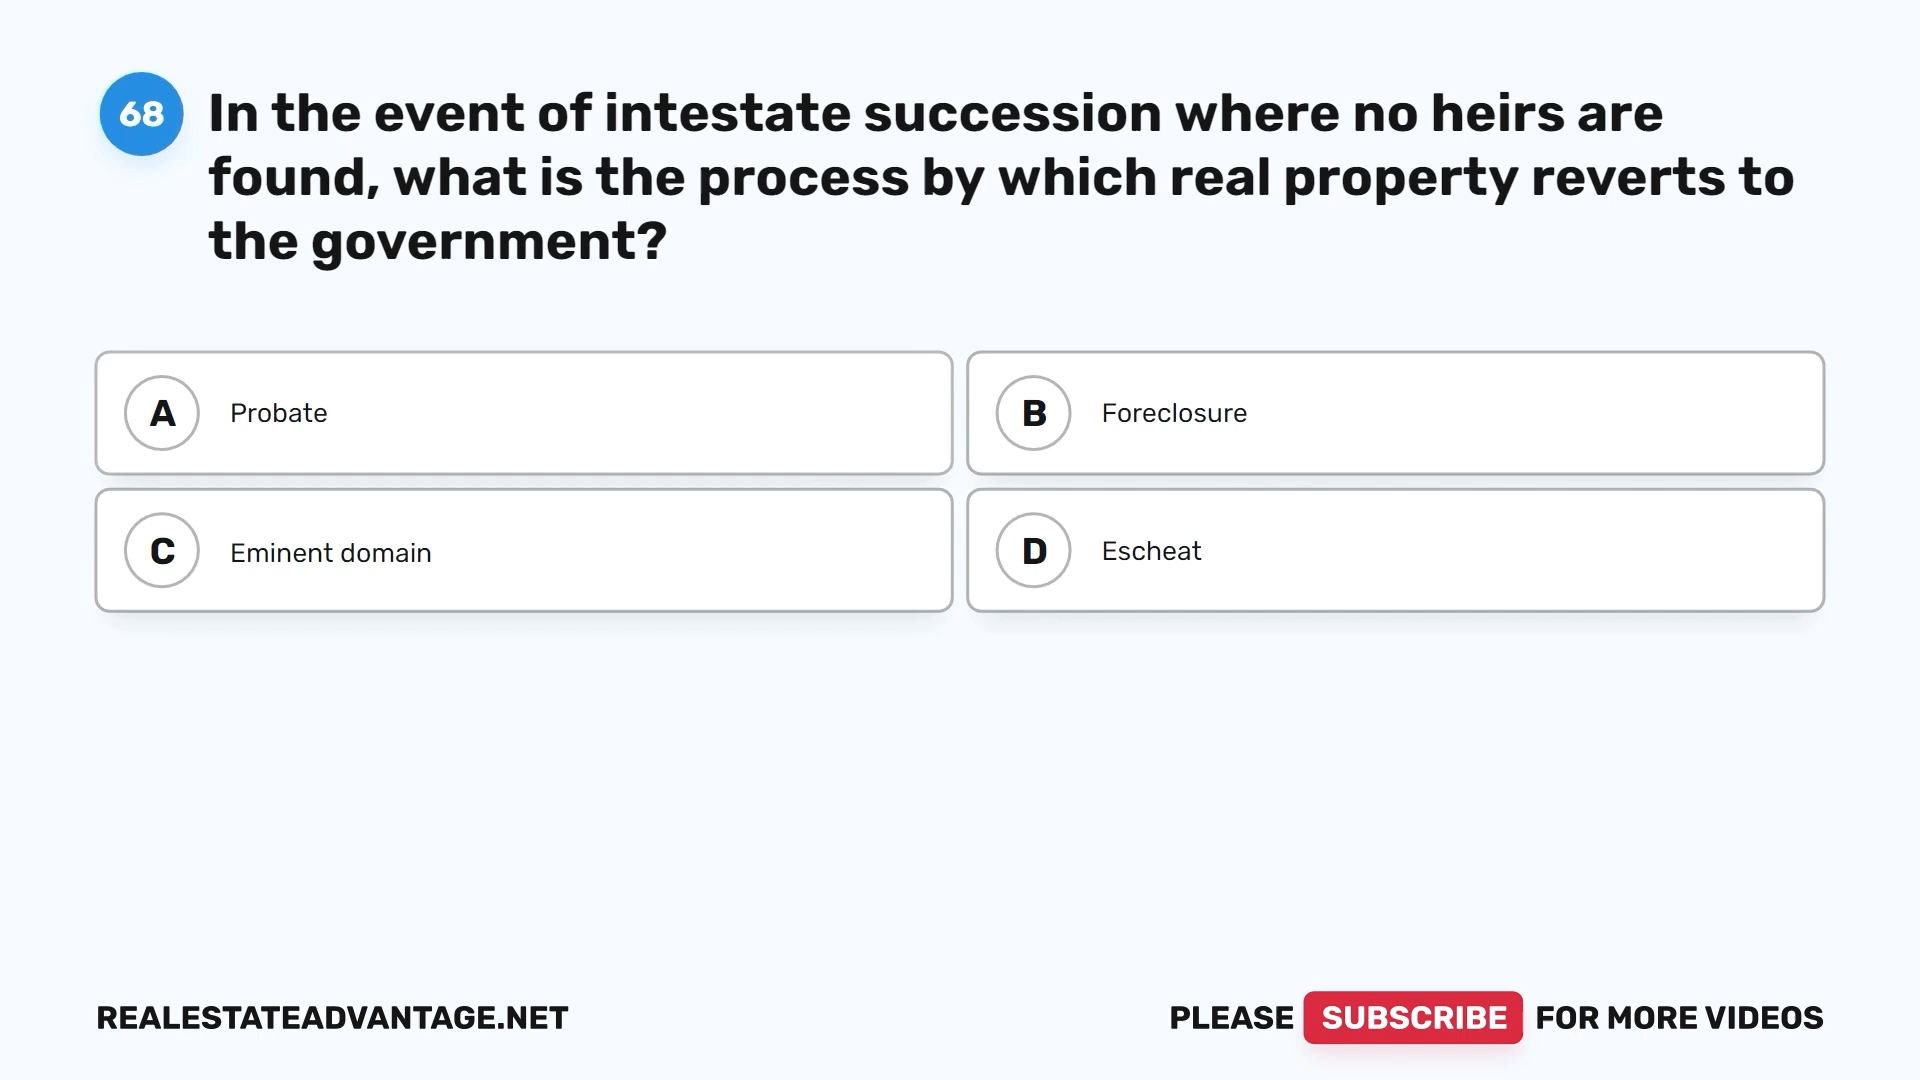 68
In the event of intestate succession where no heirs are
found, what is the process by which real property reverts to
the government?
A Probate
B Foreclosure
C Eminent domain
D Escheat
REALESTATEADVANTAGE.NET
PLEASE SUBSCRIBE FOR MORE VIDEOS